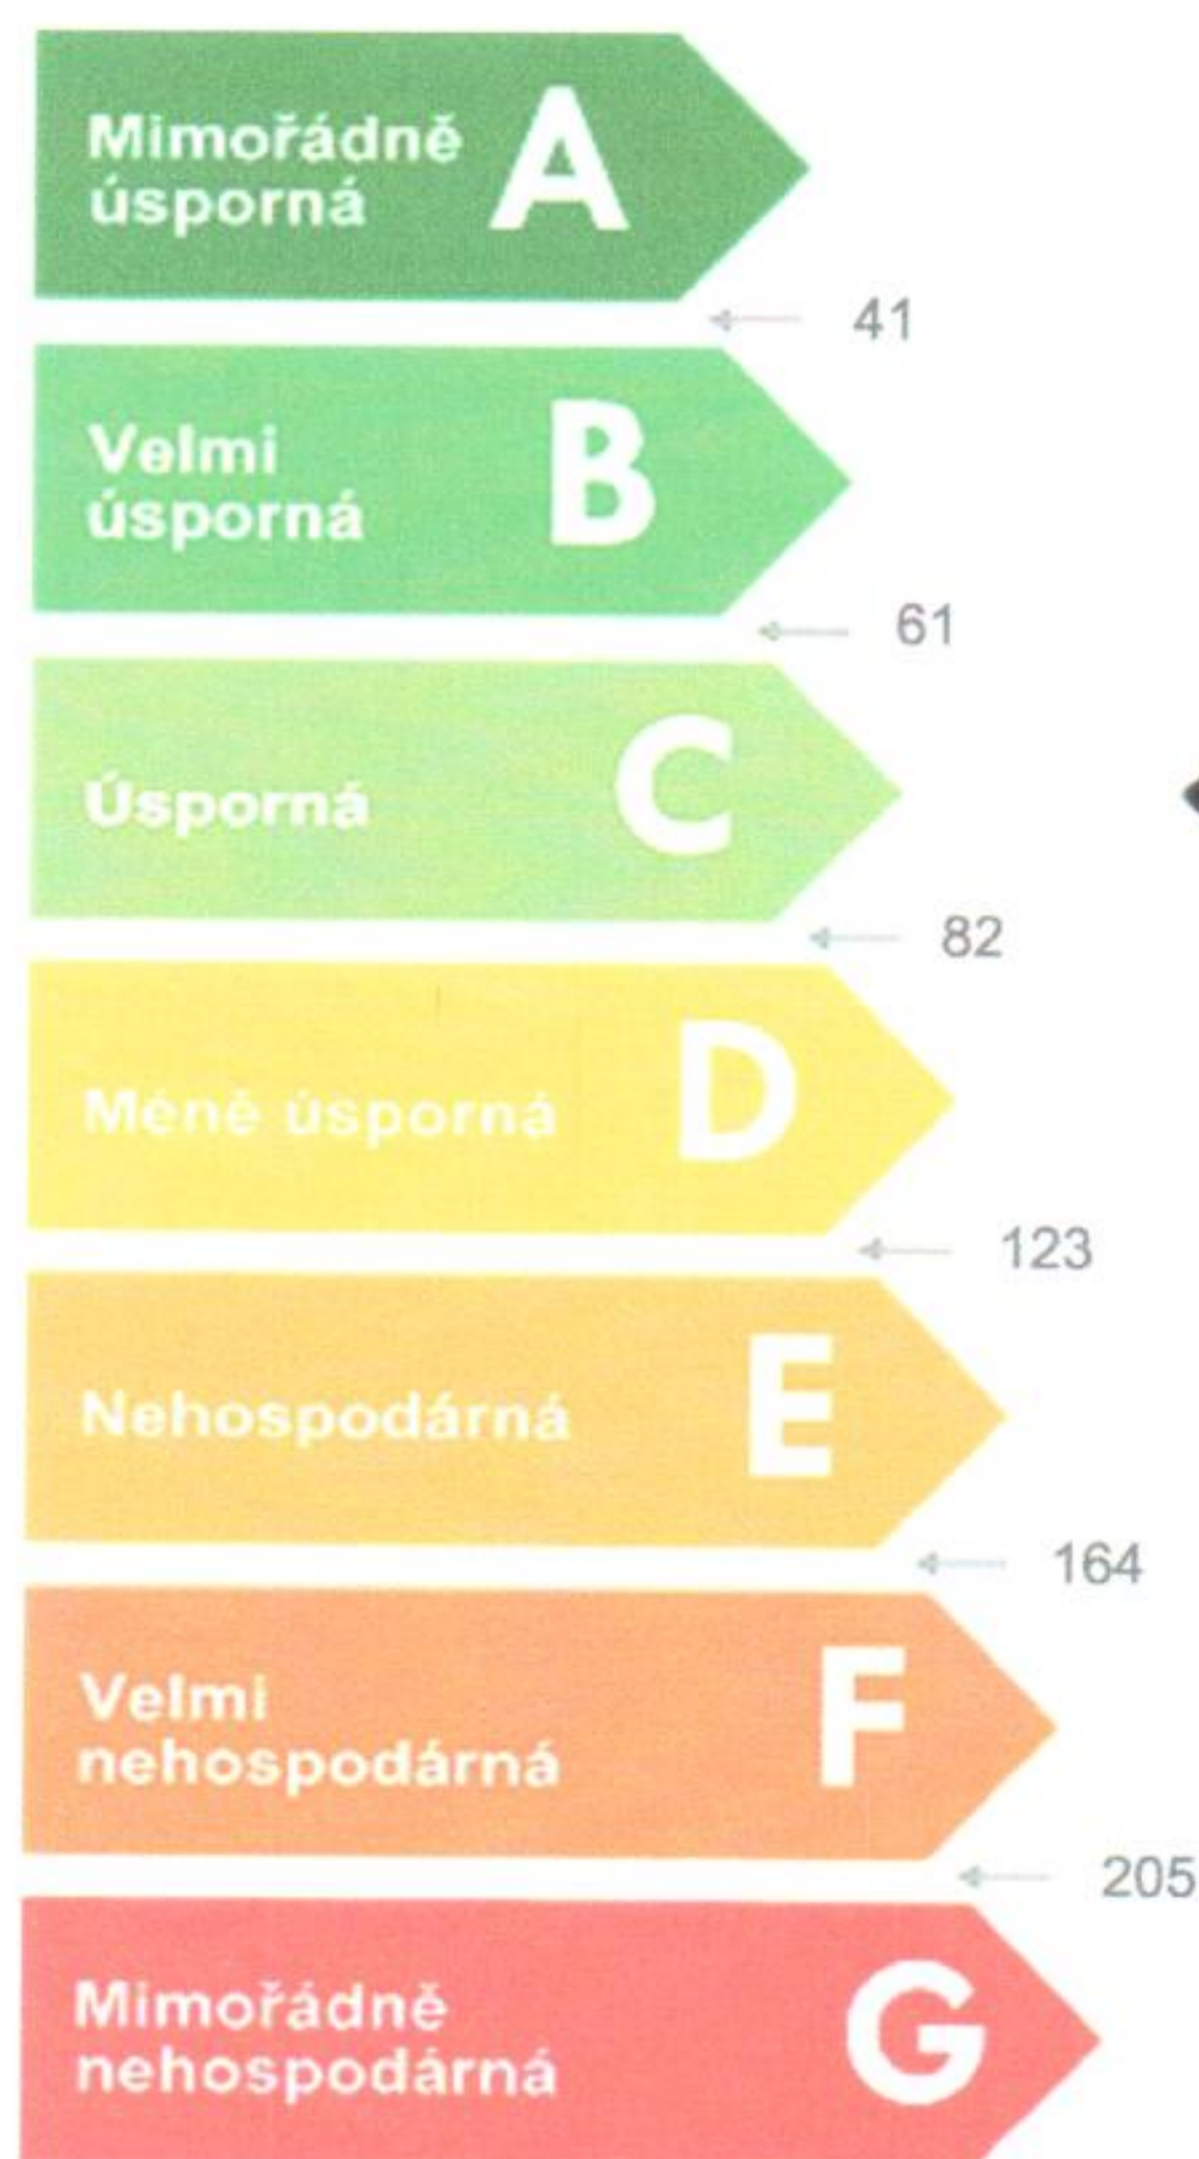 Mimořádně
úsporná
A
41
Velmi
úsporná
B
61
Úsporná
C
82
Méně úsporná
D
123
Nehospodárná
E
164
Velmi
nehospodárná
F
205
Mimořádně
nehospodárná
G